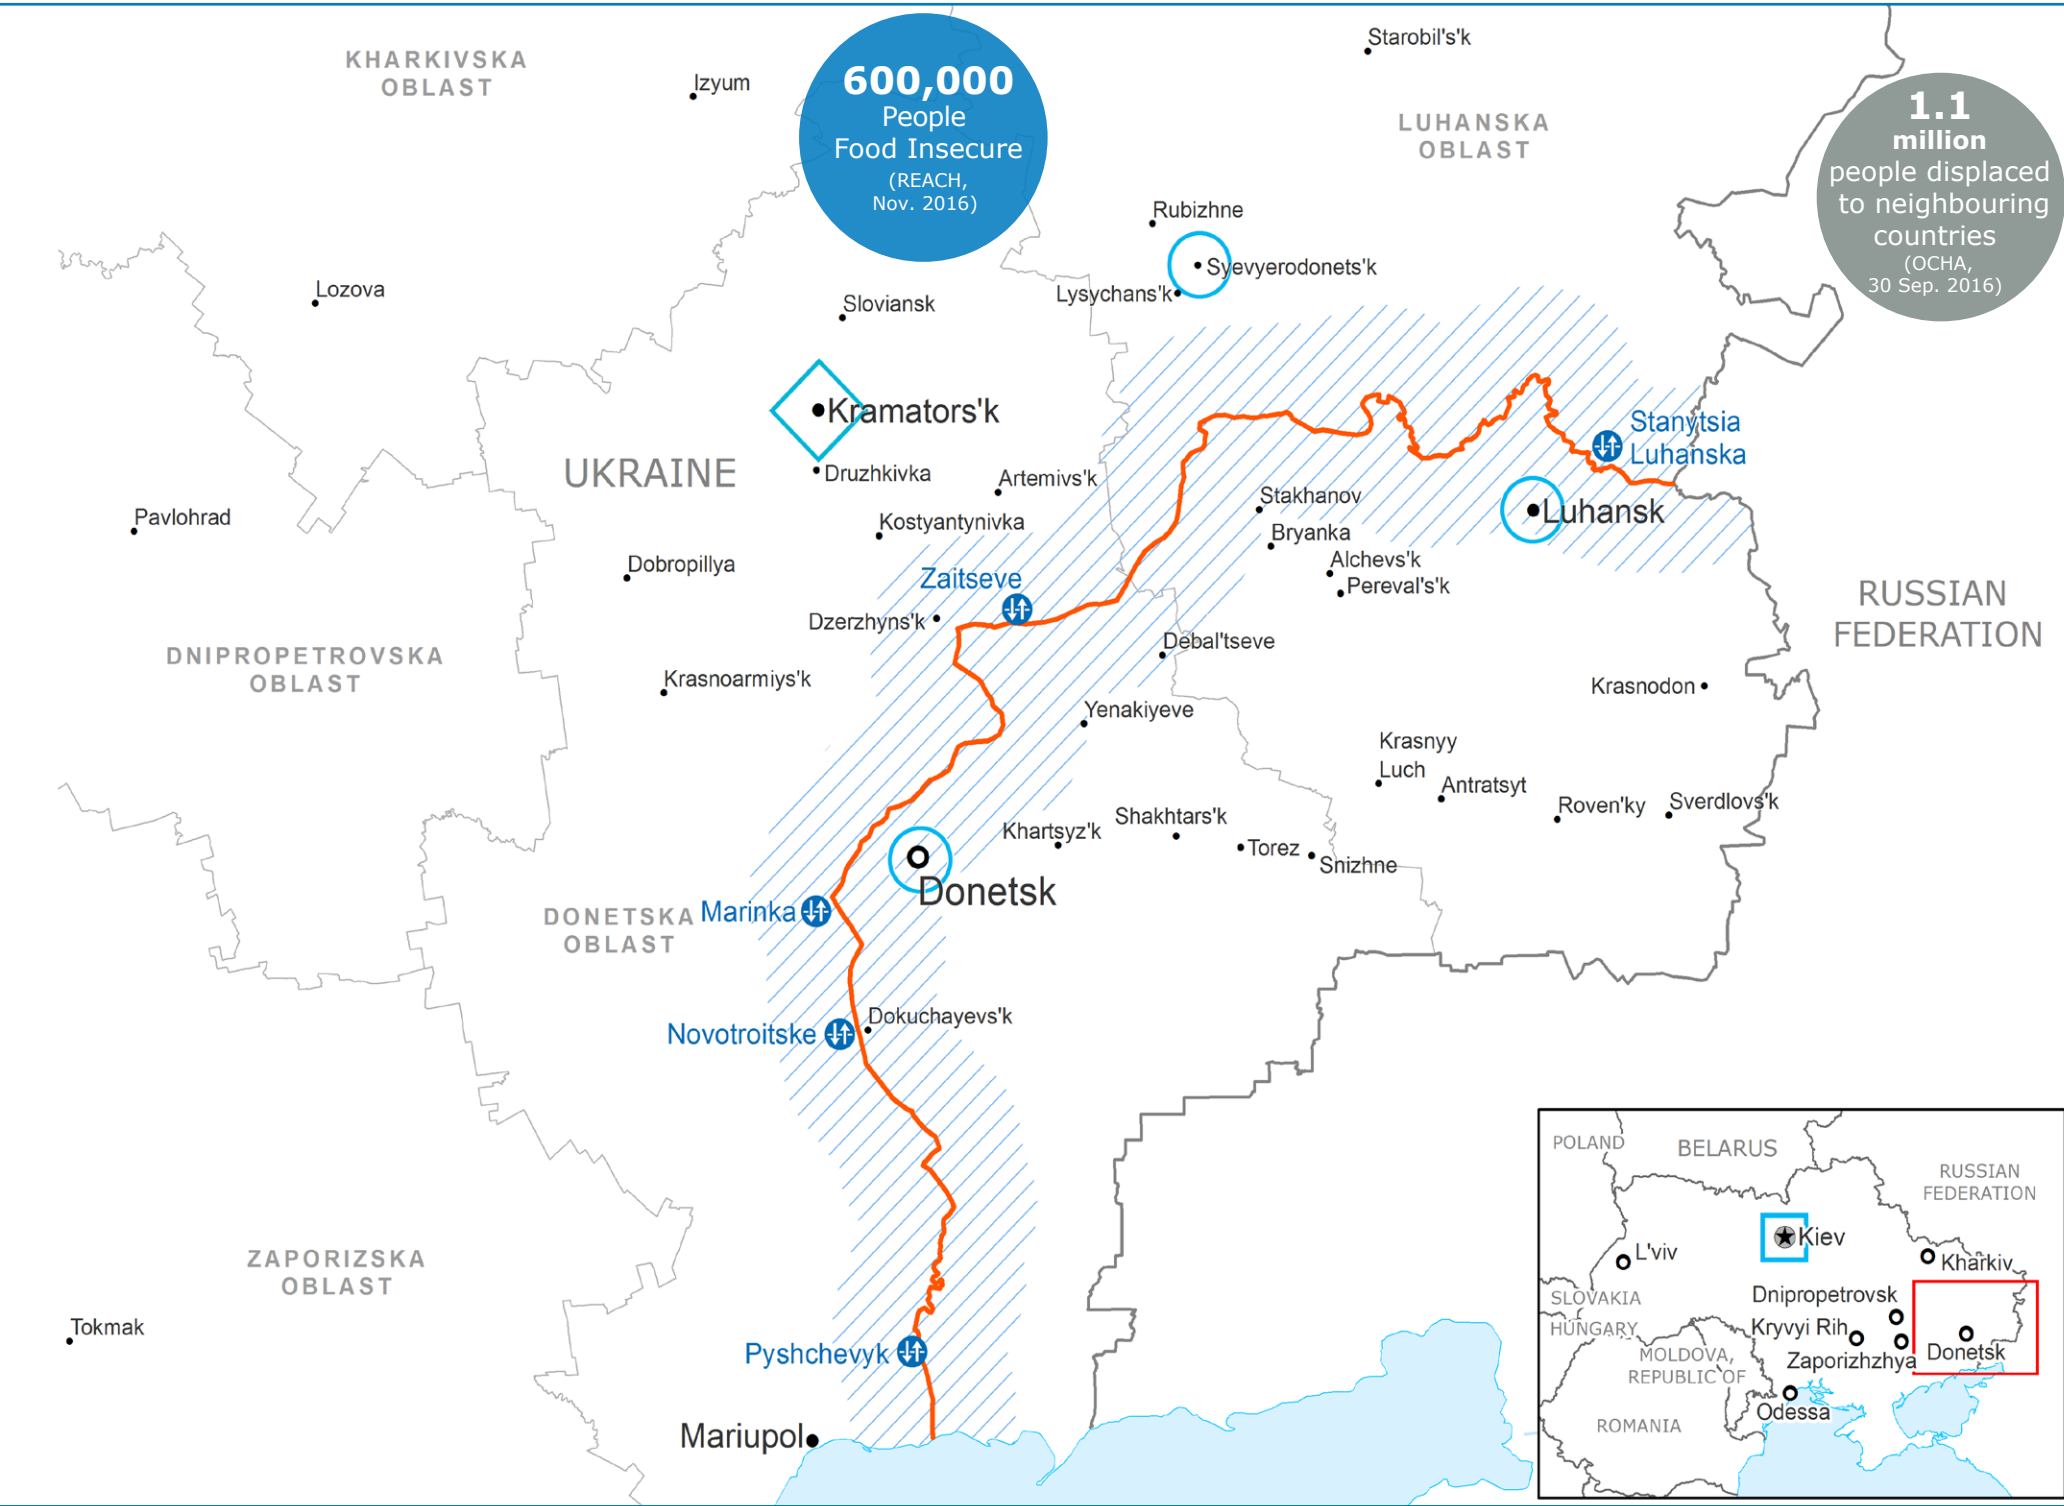 KHARKIVSKA
OBLAST
Izyum
600,000
People
Food Insecure
(REACH,
Nov. 2016)
Starobil's'k
LUHANSKA
OBLAST
1.1
million
people displaced
to neighbouring
countries
(OCHA,
30 Sep. 2016)
Rubizhne
Syevyerodonets'k
Lysychans'k
Lozova
Sloviansk
Kramators'k
UKRAINE
Druzhkivka
Artemivs'k
Stanytsia
Luhanska
Stakhanov
Luhansk
Pavlohrad
Kostyantynivka
Bryanka
Dobropillya
Alchevs'k
Zaitseve
Pereval's'k
RUSSIAN
FEDERATION
Dzerzhyns'k
Debal'tseve
DNIPROPETROVSKA
OBLAST
Krasnoarmiys'k
Krasnodon
Yenakiyeve
Krasnyy
Luch
Antratsyt
Roven'ky
Sverdlovs'k
Khartsyz'k
Shakhtars'k
Torez
Snizhne
Donetsk
DONETSKA
OBLAST
Marinka
Dokuchayevs'k
Novotroitske
ZAPORIZSKA
OBLAST
Tokmak
Pyshchevyk
Mariupol
POLAND
BELARUS
RUSSIAN
FEDERATION
Kiev
L'viv
Kharkiv
SLOVAKIA
HUNGARY
Dnipropetrovsk
Kryvyi Rih
Zaporizhzhya
Donetsk
MOLDOVA,
REPUBLIC OF
Odessa
ROMANIA